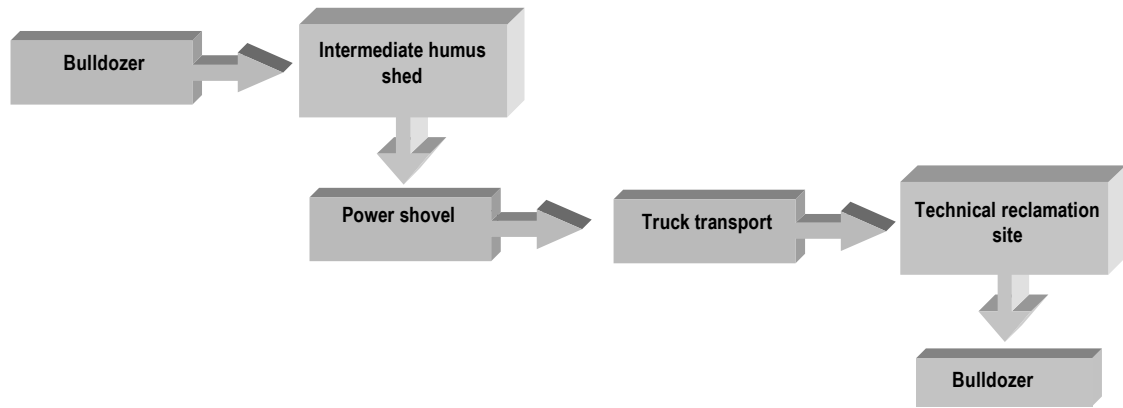 Bulldozer
Intermediate humus
shed
Power shovel
Truck transport
Technical reclamation
site
Bulldozer